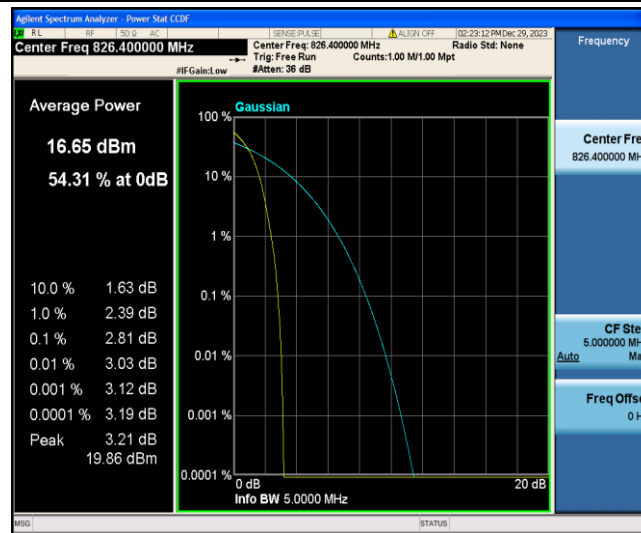 Agilent Spectrum Analyzer - Power Stat CCDF
RL RF 50 Ω AC SENSE:PULSE ALIGN OFF 02:23:12 PM Dec 29, 2023
Center Freq 826.400000 MHz
Center Freq: 826.400000 MHz Radio Std: None
Trig: Free Run Counts:1.00 M/1.00 Mpt
#IFGain:Low #Atten: 36 dB
Frequency
Average Power
16.65 dBm
54.31 % at 0dB
10.0 % 1.63 dB
1.0 % 2.39 dB
0.1 % 2.81 dB
0.01 % 3.03 dB
0.001 % 3.12 dB
0.0001 % 3.19 dB
Peak 3.21 dB
19.86 dBm
Gaussian
100 %
10 %
1 %
0.1 %
0.01 %
0.001 %
0.0001 %
0 dB 20 dB
Info BW 5.0000 MHz
Center Fre
826.400000 MH
CF Ste
5.000000 MH
Auto Ma
Freq Offse
0 H
MSG STATUS